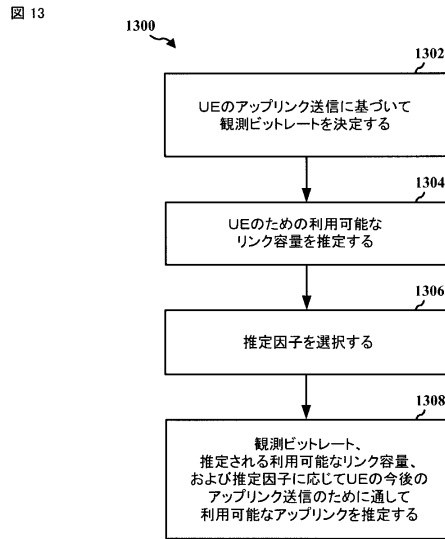 図 13
1300
1302
UEのアップリンク送信に基づいて
観測ビットレートを決定する
1304
UEのための利用可能な
リンク容量を推定する
1306
推定因子を選択する
1308
観測ビットレート、
推定される利用可能なリンク容量、
および推定因子に応じてUEの今後の
アップリンク送信のために通して
利用可能なアップリンクを推定する